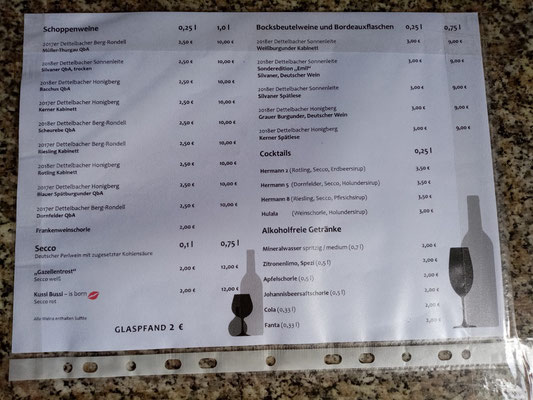 Schoppenweine 0,25 l 1,0 l
2017er Dettelbacher Berg-Rondell 2,50 € 10,00 €
Müller-Thurgau QbA
2018er Dettelbacher Sonnenleite 2,50 € 10,00 €
Silvaner QbA, trocken
2018er Dettelbacher Honigberg 2,50 € 10,00 €
Bacchus QbA
2017er Dettelbacher Honigberg 2,50 € 10,00 €
Kerner Kabinett
2017er Dettelbacher Berg-Rondell 2,50 € 10,00 €
Scheurebe QbA
2017er Dettelbacher Berg-Rondell 2,50 € 10,00 €
Riesling Kabinett
2018er Dettelbacher Honigberg 2,50 € 10,00 €
Rotling Kabinett
2018er Dettelbacher Honigberg 2,50 € 10,00 €
Blauer Spätburgunder QbA
2017er Dettelbacher Berg-Rondell 2,50 € 10,00 €
Dornfelder QbA
Frankenweinschorle 2,00 €
Secco 0,1 l 0,75 l
Deutscher Perlwein mit zugesetzter Kohlensäure
„Gazellentrost“ 2,00 € 12,00 €
Secco weiß
Kussi Bussi – is born 2,00 € 12,00 €
Secco rot
Alle Weine enthalten Sulfite
GLASPFAND 2 €
Bocksbeutelweine und Bordeauxflaschen 0,25 l 0,75 l
2018er Dettelbacher Sonnenleite 3,00 € 9,00 €
Weißburgunder Kabinett
2018er Dettelbacher Sonnenleite 3,00 € 9,00 €
Sonderedition „Emil“
Silvaner, Deutscher Wein
2018er Dettelbacher Sonnenleite 3,00 € 9,00 €
Silvaner Spätlese
2018er Dettelbacher Honigberg 3,00 € 9,00 €
Grauer Burgunder, Deutscher Wein
2018er Dettelbacher Honigberg 3,00 € 9,00 €
Kerner Spätlese
Cocktails 0,25 l
Hermann 2 (Rotling, Secco, Erdbeersirup) 3,50 €
Hermann 5 (Dornfelder, Secco, Holundersirup) 3,50 €
Hermann 8 (Riesling, Secco, Pfirsichsirup) 3,50 €
Hulala (Weinschorle, Holundersirup) 3,00 €
Alkoholfreie Getränke
Mineralwasser spritzig / medium (0,7 l) 2,00 €
Zitronenlimo, Spezi (0,5 l) 2,00 €
Apfelschorle (0,5 l) 2,00 €
Johannisbeersaftschorle (0,5 l) 2,00 €
Cola (0,33 l) 2,00 €
Fanta (0,33 l) 2,00 €